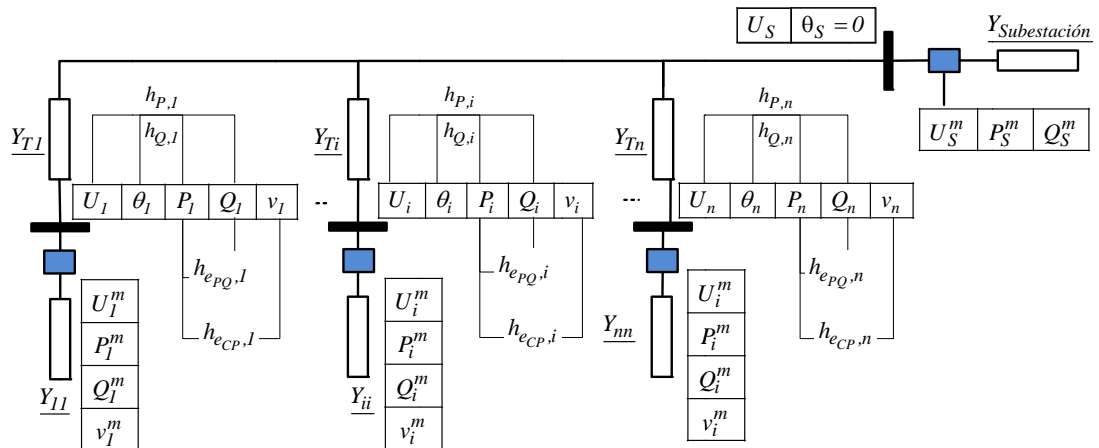 U_S θ_S = 0
Y_Subestación
U_S^m P_S^m Q_S^m
h_P,1
h_Q,1
Y_T1
U_1 θ_1 P_1 Q_1 v_1
h_e_PQ,1
h_e_CP,1
Y_11
U_1^m
P_1^m
Q_1^m
v_1^m
--
h_P,i
h_Q,i
Y_Ti
U_i θ_i P_i Q_i v_i
h_e_PQ,i
h_e_CP,i
Y_ii
U_i^m
P_i^m
Q_i^m
v_i^m
---
h_P,n
h_Q,n
Y_Tn
U_n θ_n P_n Q_n v_n
h_e_PQ,n
h_e_CP,n
Y_nn
U_i^m
P_i^m
Q_i^m
v_i^m